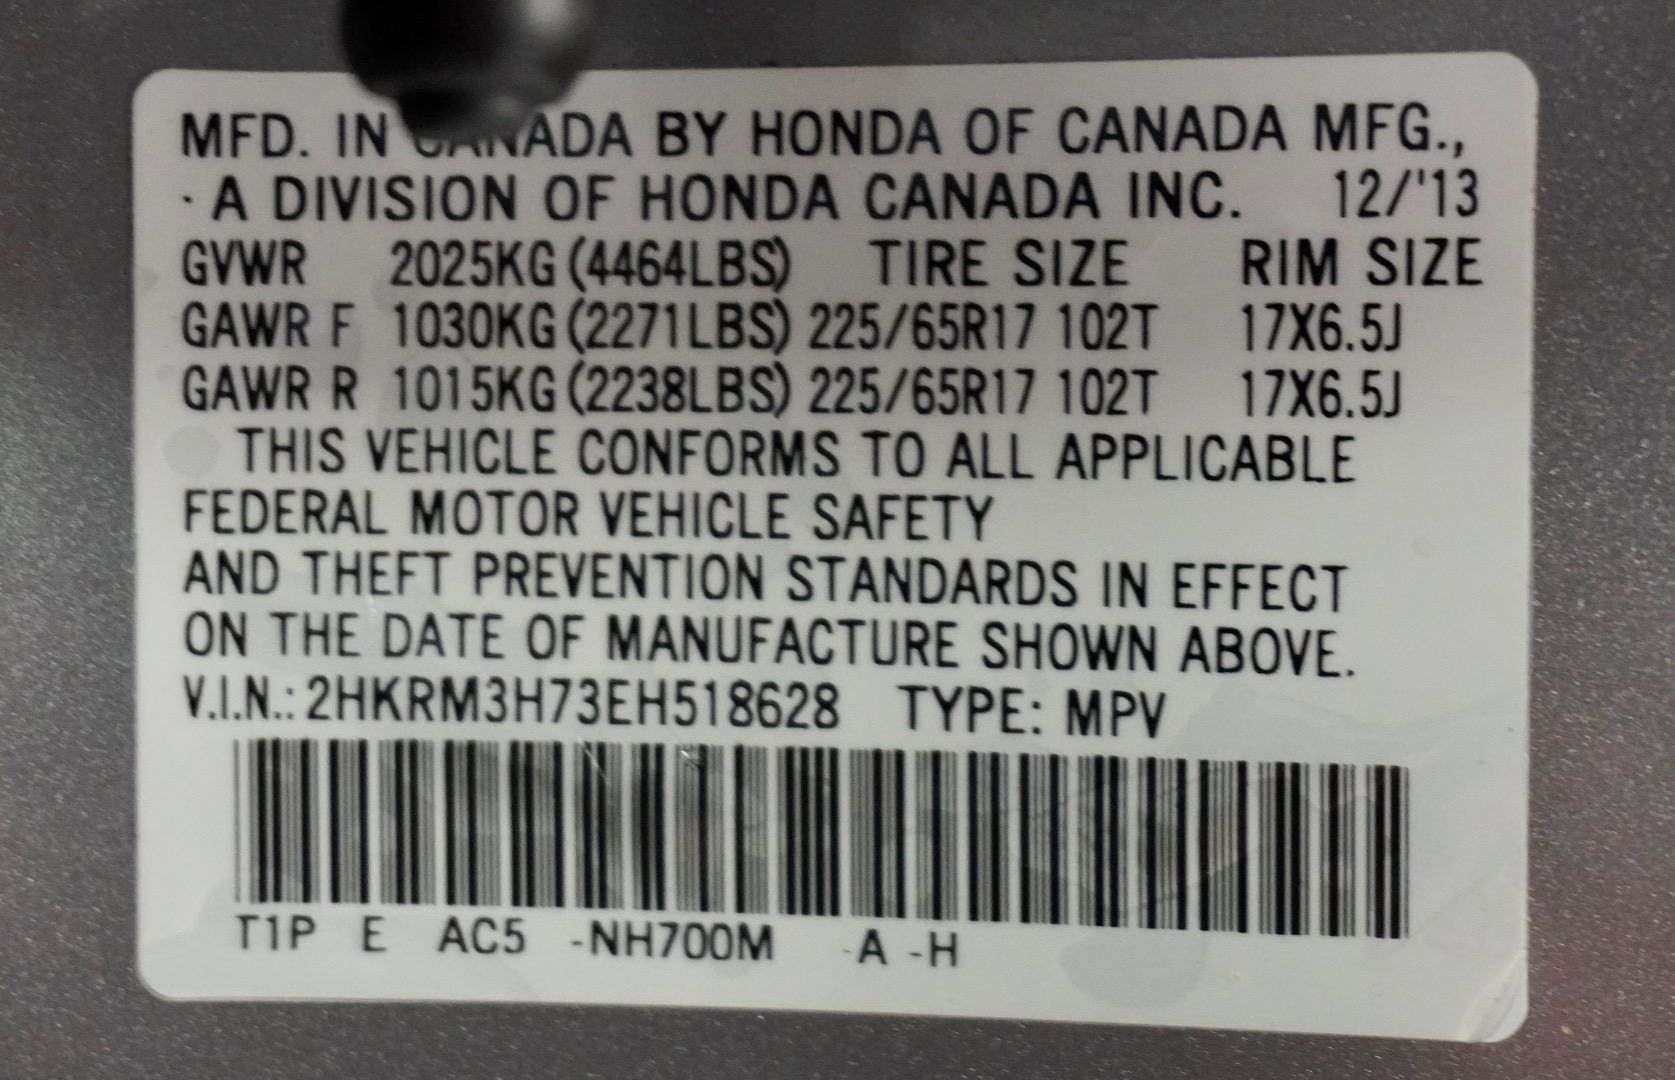 MFD. IN CANADA BY HONDA OF CANADA MFG.,
· A DIVISION OF HONDA CANADA INC. 12/'13
GVWR 2025KG (4464LBS) TIRE SIZE RIM SIZE
GAWR F 1030KG (2271LBS) 225/65R17 102T 17X6.5J
GAWR R 1015KG (2238LBS) 225/65R17 102T 17X6.5J
THIS VEHICLE CONFORMS TO ALL APPLICABLE
FEDERAL MOTOR VEHICLE SAFETY
AND THEFT PREVENTION STANDARDS IN EFFECT
ON THE DATE OF MANUFACTURE SHOWN ABOVE.
V.I.N.: 2HKRM3H73EH518628 TYPE: MPV
T1P E AC5 -NH700M -A -H